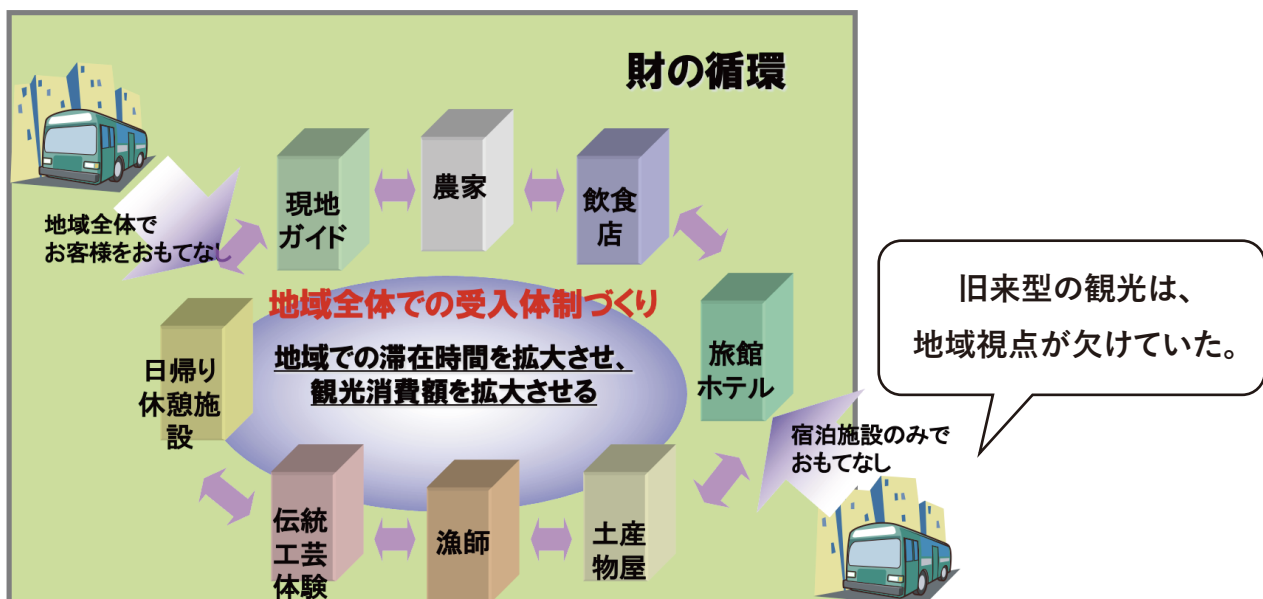 財の循環
地域全体で
お客様をおもてなし
現地
ガイド
農家
飲食
店
地域全体での受入体制づくり
地域での滞在時間を拡大させ、
観光消費額を拡大させる
日帰り
休憩施
設
旅館
ホテル
旧来型の観光は、
地域視点が欠けていた。
宿泊施設のみで
おもてなし
伝統
工芸
体験
漁師
土産
物屋